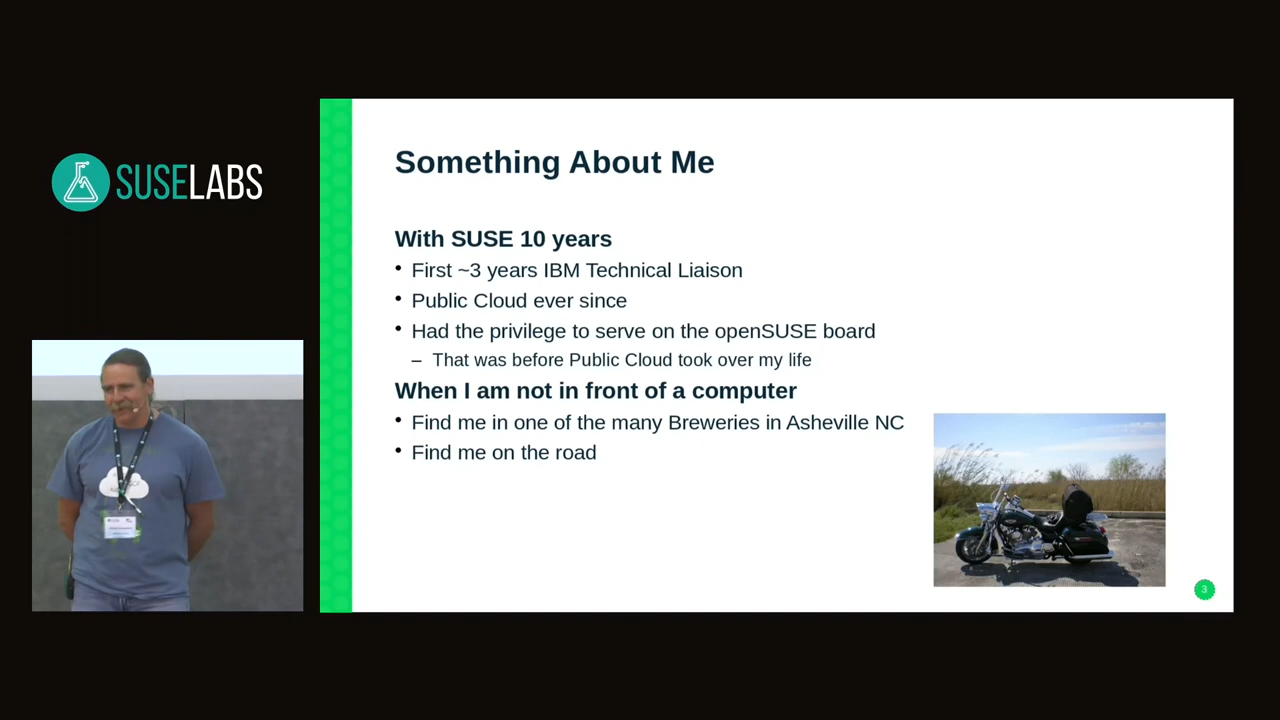 SUSELABS
Something About Me
With SUSE 10 years
• First ~3 years IBM Technical Liaison
• Public Cloud ever since
• Had the privilege to serve on the openSUSE board
– That was before Public Cloud took over my life
When I am not in front of a computer
• Find me in one of the many Breweries in Asheville NC
• Find me on the road
3